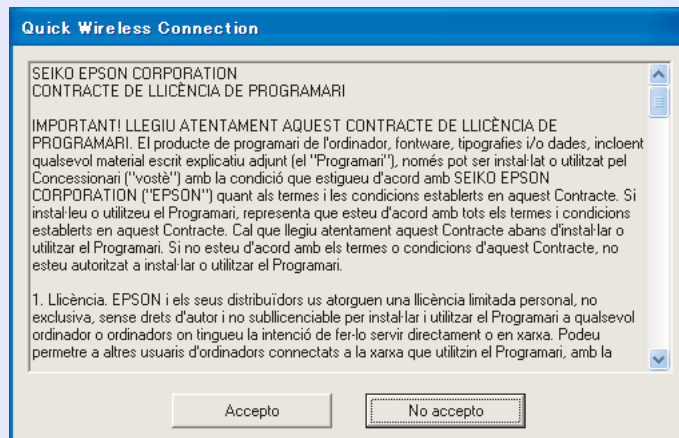 Quick Wireless Connection
SEIKO EPSON CORPORATION
CONTRACTE DE LLICÈNCIA DE PROGRAMARI
IMPORTANT! LLEGIU ATENTAMENT AQUEST CONTRACTE DE LLICÈNCIA DE
PROGRAMARI. El producte de programari de l'ordinador, fontware, tipografies i/o dades, incloent
qualsevol material escrit explicatiu adjunt (el "Programari"), només pot ser instal·lat o utilitzat pel
Concessionari ("vostè") amb la condició que estigueu d'acord amb SEIKO EPSON
CORPORATION ("EPSON") quant als termes i les condicions establerts en aquest Contracte. Si
instal·leu o utilitzeu el Programari, representa que esteu d'acord amb tots els termes i condicions
establerts en aquest Contracte. Cal que llegiu atentament aquest Contracte abans d'instal·lar o
utilitzar el Programari. Si no esteu d'acord amb els termes o condicions d'aquest Contracte, no
esteu autoritzat a instal·lar o utilitzar el Programari.
1. Llicència. EPSON i els seus distribuïdors us atorguen una llicència limitada personal, no
exclusiva, sense drets d'autor i no subllicenciable per instal·lar i utilitzar el Programari a qualsevol
ordinador o ordinadors on tingueu la intenció de fer-lo servir directament o en xarxa. Podeu
permetre a altres usuaris d'ordinadors connectats a la xarxa que utilitzin el Programari, amb la
Accepto
No accepto